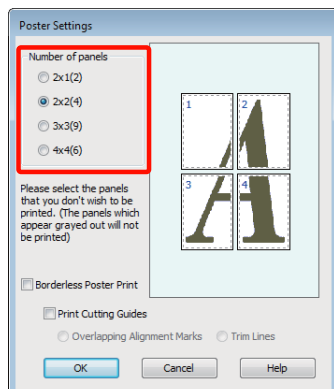 Poster Settings
Number of panels
2x1(2)
2x2(4)
3x3(9)
4x4(6)
1 2
3 4
Please select the panels
that you don't wish to be
printed. (The panels which
appear grayed out will not
be printed)
Borderless Poster Print
Print Cutting Guides
Overlapping Alignment Marks Trim Lines
OK Cancel Help